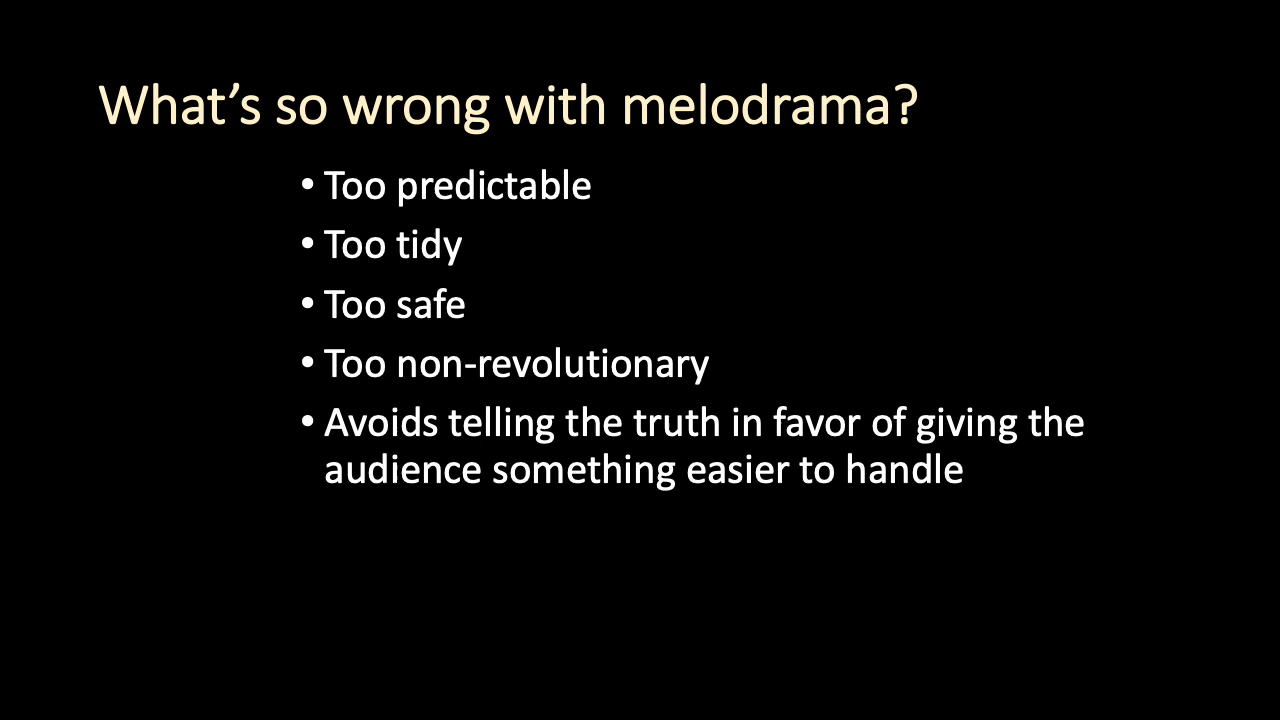 What’s so wrong with melodrama?
• Too predictable
• Too tidy
• Too safe
• Too non-revolutionary
• Avoids telling the truth in favor of giving the
audience something easier to handle